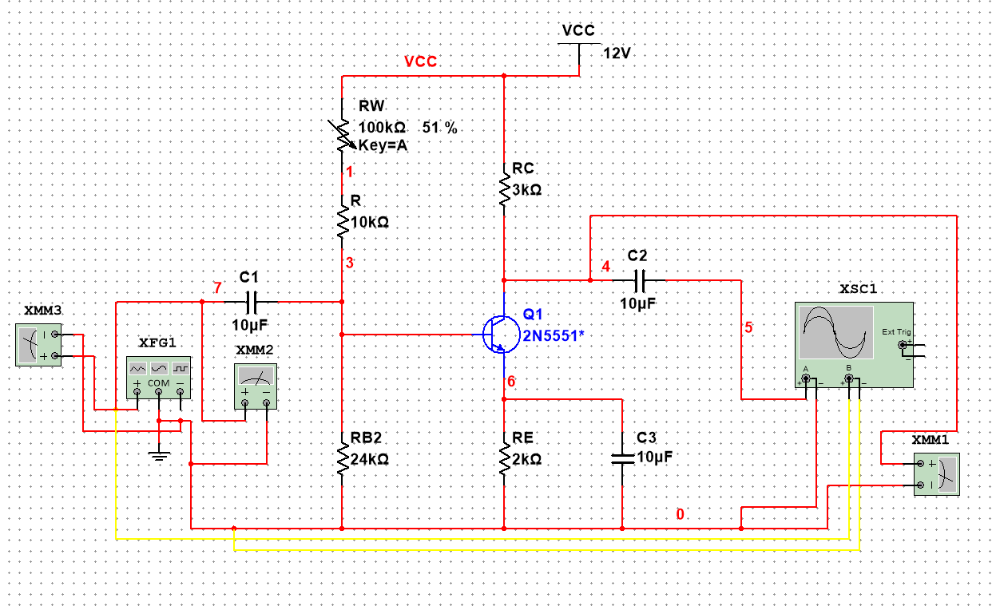 VCC
12V
VCC
RW
100kΩ 51 %
Key=A
1
R
10kΩ
3
RC
3kΩ
4
C2
10µF
7
C1
10µF
XMM3
XFG1
+ COM −
XMM2
+ −
Q1
2N5551*
6
5
XSC1
Ext Trig
+
−
A
B
+ − + −
RB2
24kΩ
RE
2kΩ
C3
10µF
XMM1
+
−
0